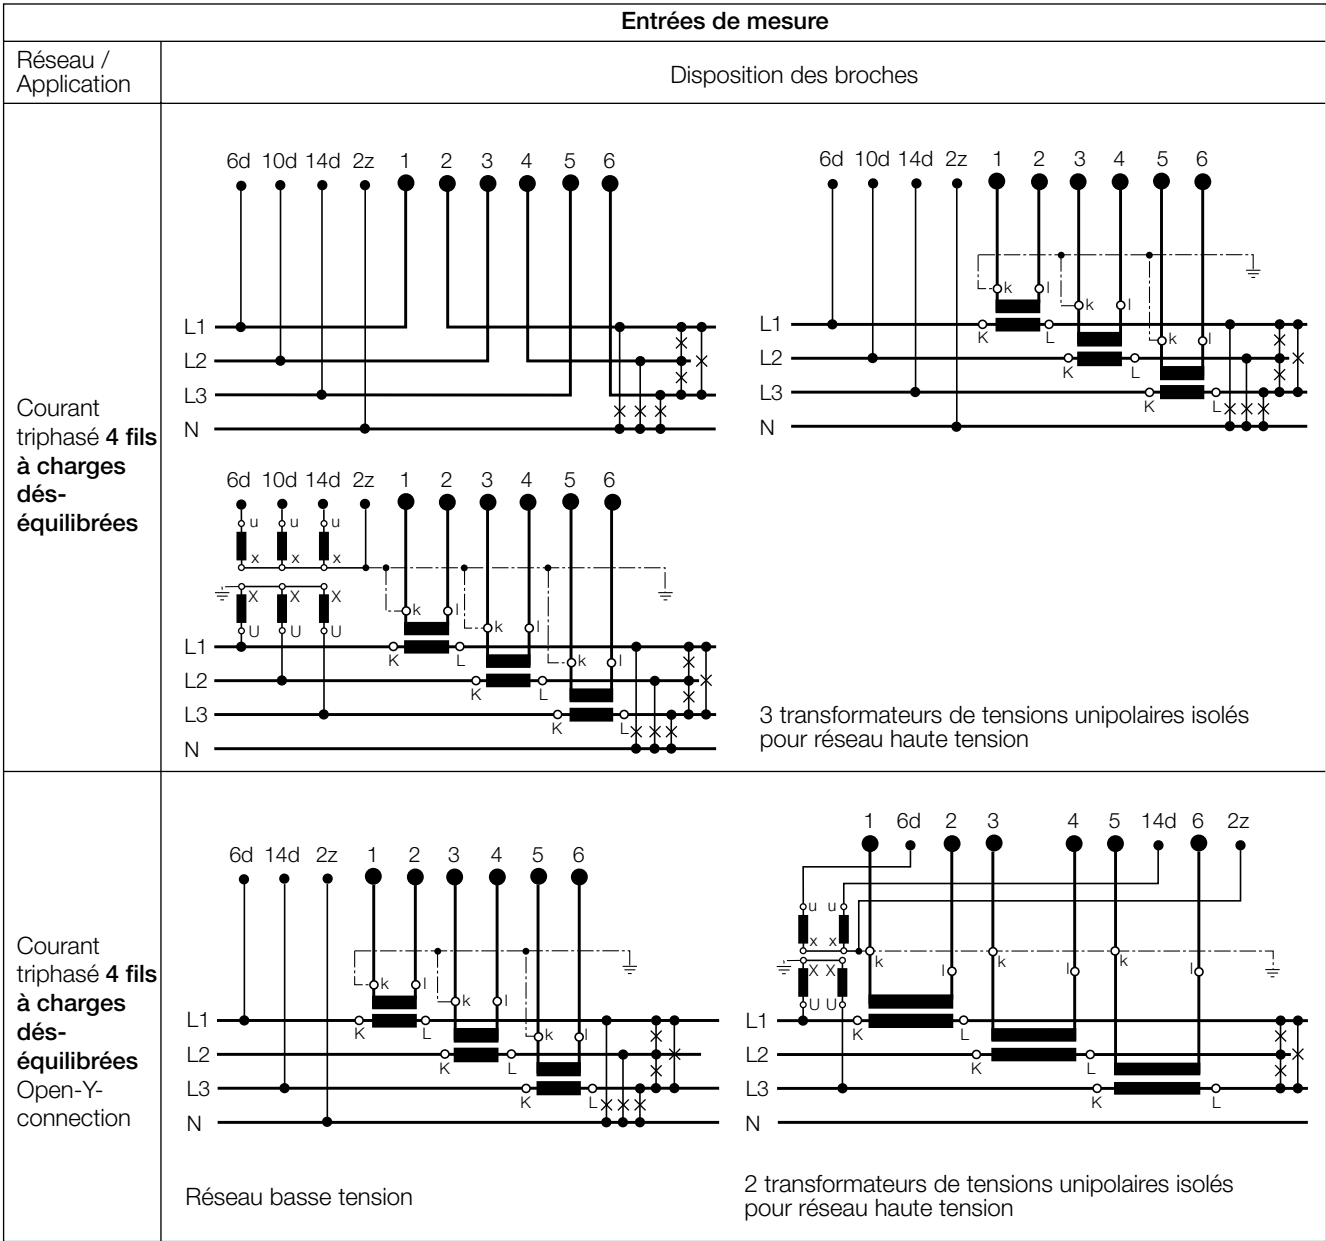 Entrées de mesure
Réseau /
Application
Disposition des broches
Courant
triphasé 4 fils
à charges
dés-
équilibrées
6d 10d 14d 2z 1 2 3 4 5 6
L1
L2
L3
N
6d 10d 14d 2z 1 2 3 4 5 6
k l
k l
k l
L1
K L
L2
K L
L3
K L
N
6d 10d 14d 2z 1 2 3 4 5 6
u u u
x x x
X X X
U U U
k l
k l
k l
L1
K L
L2
K L
L3
K L
N
3 transformateurs de tensions unipolaires isolés
pour réseau haute tension
Courant
triphasé 4 fils
à charges
dés-
équilibrées
Open-Y-
connection
6d 14d 2z 1 2 3 4 5 6
k l
k l
k l
L1
K L
L2
K L
L3
K L
N
Réseau basse tension
1 6d 2 3 4 5 14d 6 2z
u u
x x
X X
U U
k l k l k l
L1
K L
L2
K L
L3
K L
N
2 transformateurs de tensions unipolaires isolés
pour réseau haute tension